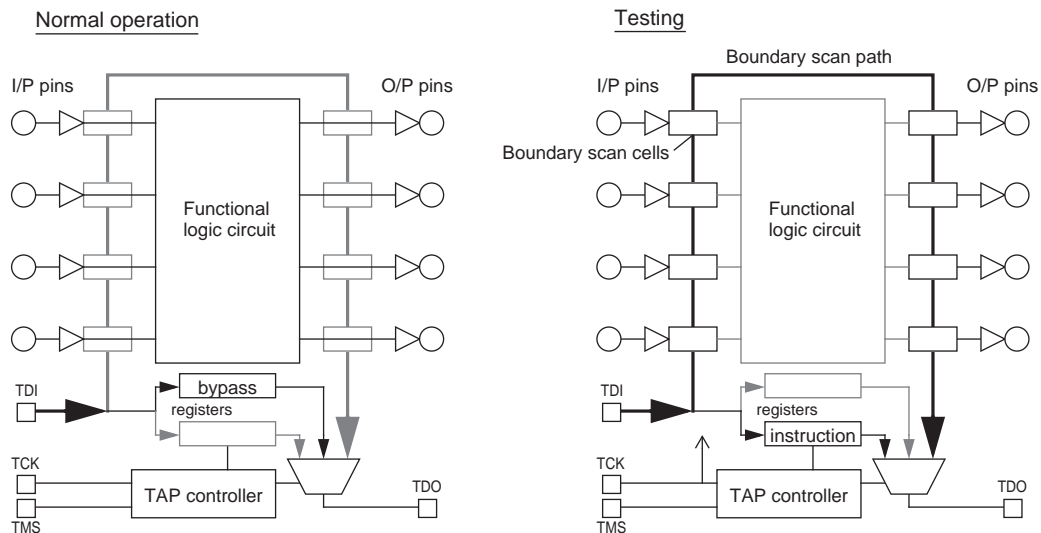 Normal operation
I/P pins
O/P pins
Functional
logic circuit
TDI
bypass
registers
TCK
TAP controller
TMS
TDO
Testing
Boundary scan path
I/P pins
O/P pins
Boundary scan cells
Functional
logic circuit
TDI
registers
instruction
TCK
TAP controller
TMS
TDO